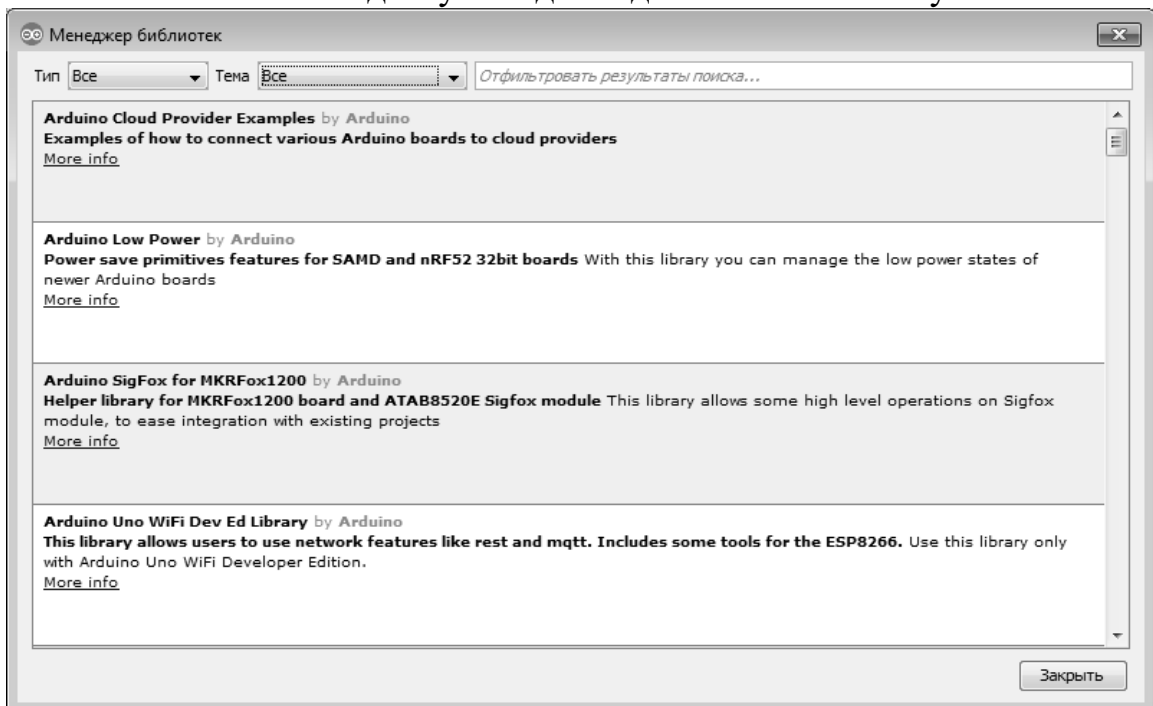 Менеджер библиотек
Тип Все Тема Все Отфильтровать результаты поиска...
Arduino Cloud Provider Examples by Arduino
Examples of how to connect various Arduino boards to cloud providers
More info
Arduino Low Power by Arduino
Power save primitives features for SAMD and nRF52 32bit boards With this library you can manage the low power states of
newer Arduino boards
More info
Arduino SigFox for MKRFox1200 by Arduino
Helper library for MKRFox1200 board and ATAB8520E Sigfox module This library allows some high level operations on Sigfox
module, to ease integration with existing projects
More info
Arduino Uno WiFi Dev Ed Library by Arduino
This library allows users to use network features like rest and mqtt. Includes some tools for the ESP8266. Use this library only
with Arduino Uno WiFi Developer Edition.
More info
Закрыть